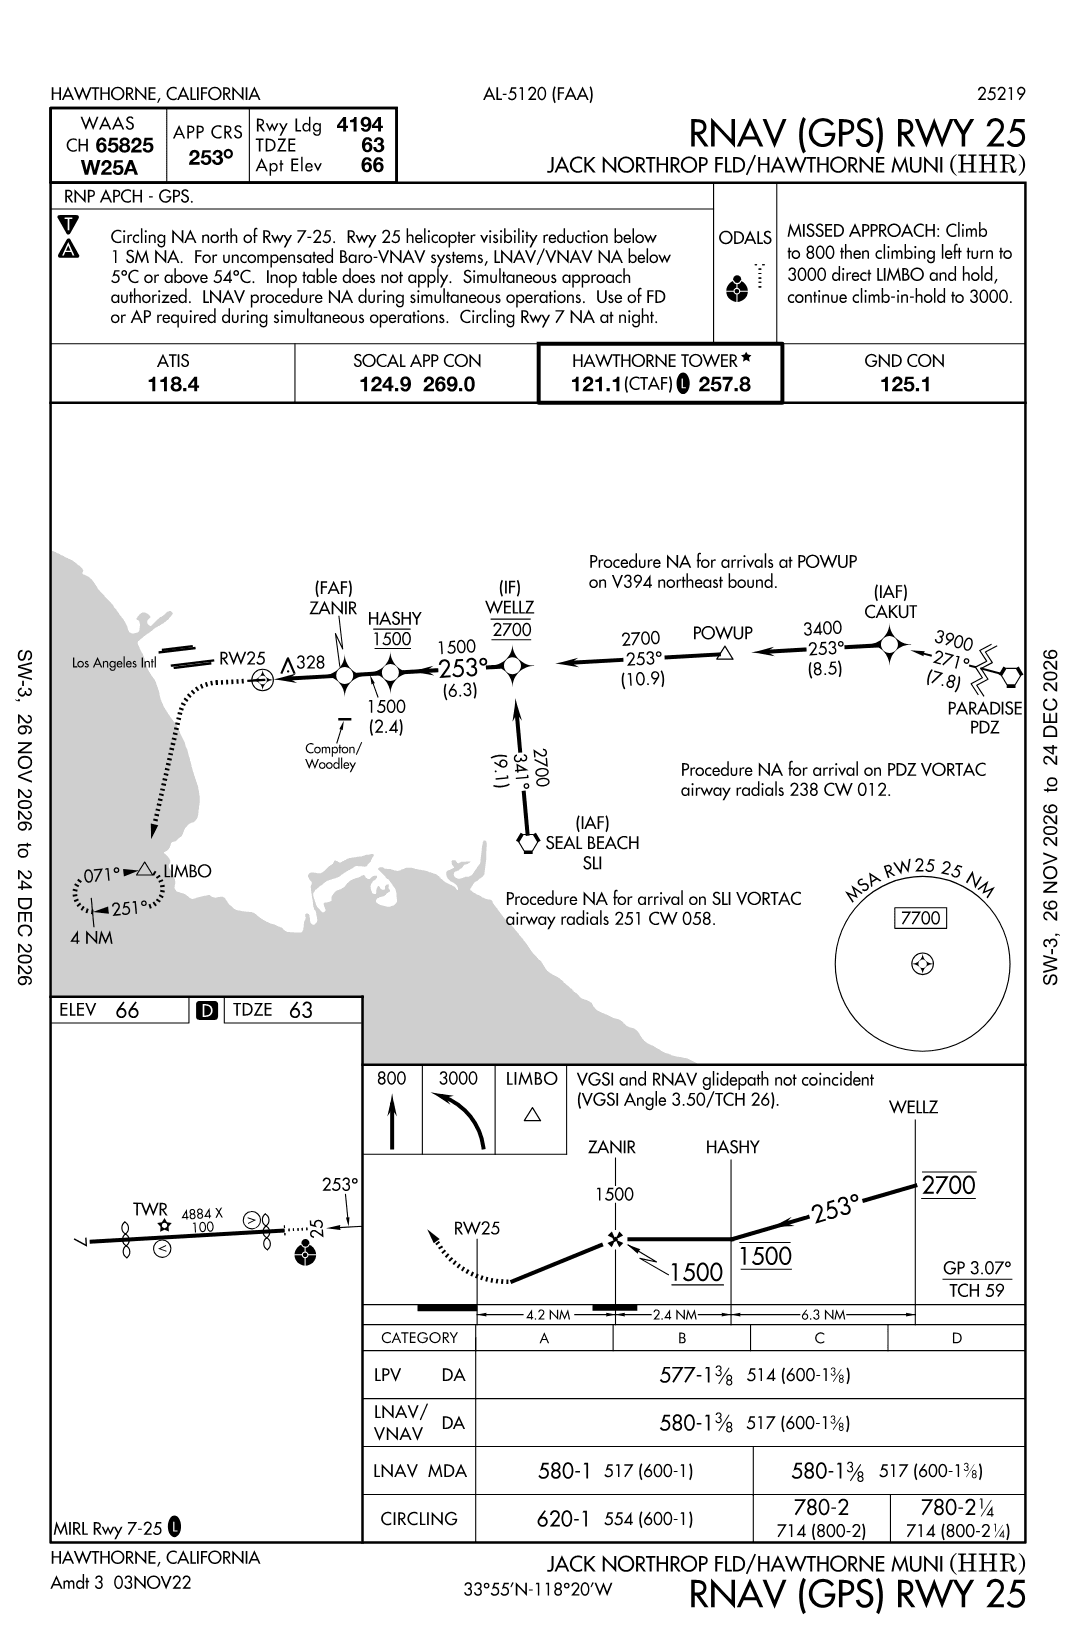 HAWTHORNE, CALIFORNIA
AL-5120 (FAA)
25219
WAAS
CH 65825
W25A
APP CRS
253°
Rwy Ldg 4194
TDZE 63
Apt Elev 66
RNAV (GPS) RWY 25
JACK NORTHROP FLD/HAWTHORNE MUNI (HHR)
RNP APCH - GPS.
T
A
Circling NA north of Rwy 7-25. Rwy 25 helicopter visibility reduction below
1 SM NA. For uncompensated Baro-VNAV systems, LNAV/VNAV NA below
5°C or above 54°C. Inop table does not apply. Simultaneous approach
authorized. LNAV procedure NA during simultaneous operations. Use of FD
or AP required during simultaneous operations. Circling Rwy 7 NA at night.
ODALS
MISSED APPROACH: Climb
to 800 then climbing left turn to
3000 direct LIMBO and hold,
continue climb-in-hold to 3000.
ATIS
118.4
SOCAL APP CON
124.9 269.0
HAWTHORNE TOWER★
121.1 (CTAF) L 257.8
GND CON
125.1
Procedure NA for arrivals at POWUP
on V394 northeast bound.
(FAF)
ZANIR
HASHY
1500
(IF)
WELLZ
2700
(IAF)
CAKUT
POWUP
Los Angeles Intl
RW25
328
1500
253°
(6.3)
2700
253°
(10.9)
3400
253°
(8.5)
3900
271°
(7.8)
PARADISE
PDZ
1500
(2.4)
Compton/
Woodley
2700
341°
(9.1)
Procedure NA for arrival on PDZ VORTAC
airway radials 238 CW 012.
(IAF)
SEAL BEACH
SLI
071°
LIMBO
251°
4 NM
Procedure NA for arrival on SLI VORTAC
airway radials 251 CW 058.
MSA RW25 25 NM
7700
SW-3, 26 NOV 2026 to 24 DEC 2026
SW-3, 26 NOV 2026 to 24 DEC 2026
ELEV 66
D
TDZE 63
TWR
4884 X
100
253°
7
25
V
V
MIRL Rwy 7-25 L
800
3000
LIMBO
VGSI and RNAV glidepath not coincident
(VGSI Angle 3.50/TCH 26).
WELLZ
ZANIR
HASHY
1500
RW25
253°
2700
1500
1500
GP 3.07°
TCH 59
4.2 NM
2.4 NM
6.3 NM
CATEGORY A B C D
LPV DA 577-1⅜ 514 (600-1⅜)
LNAV/
VNAV DA 580-1⅜ 517 (600-1⅜)
LNAV MDA 580-1 517 (600-1) 580-1⅜ 517 (600-1⅜)
CIRCLING 620-1 554 (600-1)
780-2
714 (800-2)
780-2¼
714 (800-2¼)
HAWTHORNE, CALIFORNIA
Amdt 3 03NOV22
33°55'N-118°20'W
JACK NORTHROP FLD/HAWTHORNE MUNI (HHR)
RNAV (GPS) RWY 25